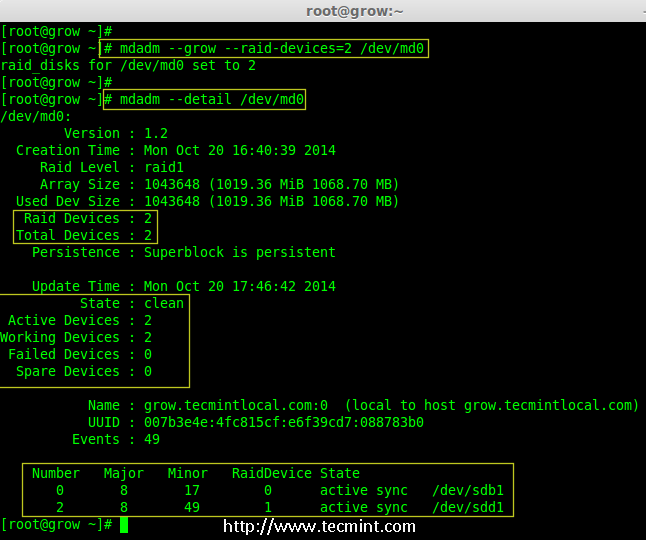 root@grow:~
[root@grow ~]#
[root@grow ~]# mdadm --grow --raid-devices=2 /dev/md0
raid_disks for /dev/md0 set to 2
[root@grow ~]#
[root@grow ~]# mdadm --detail /dev/md0
/dev/md0:
Version : 1.2
Creation Time : Mon Oct 20 16:40:39 2014
Raid Level : raid1
Array Size : 1043648 (1019.36 MiB 1068.70 MB)
Used Dev Size : 1043648 (1019.36 MiB 1068.70 MB)
Raid Devices : 2
Total Devices : 2
Persistence : Superblock is persistent
Update Time : Mon Oct 20 17:46:42 2014
State : clean
Active Devices : 2
Working Devices : 2
Failed Devices : 0
Spare Devices : 0
Name : grow.tecmintlocal.com:0 (local to host grow.tecmintlocal.com)
UUID : 007b3e4e:4fc815cf:e6f39cd7:088783b0
Events : 49
Number Major Minor RaidDevice State
0 8 17 0 active sync /dev/sdb1
2 8 49 1 active sync /dev/sdd1
[root@grow ~]#
http://www.tecmint.com